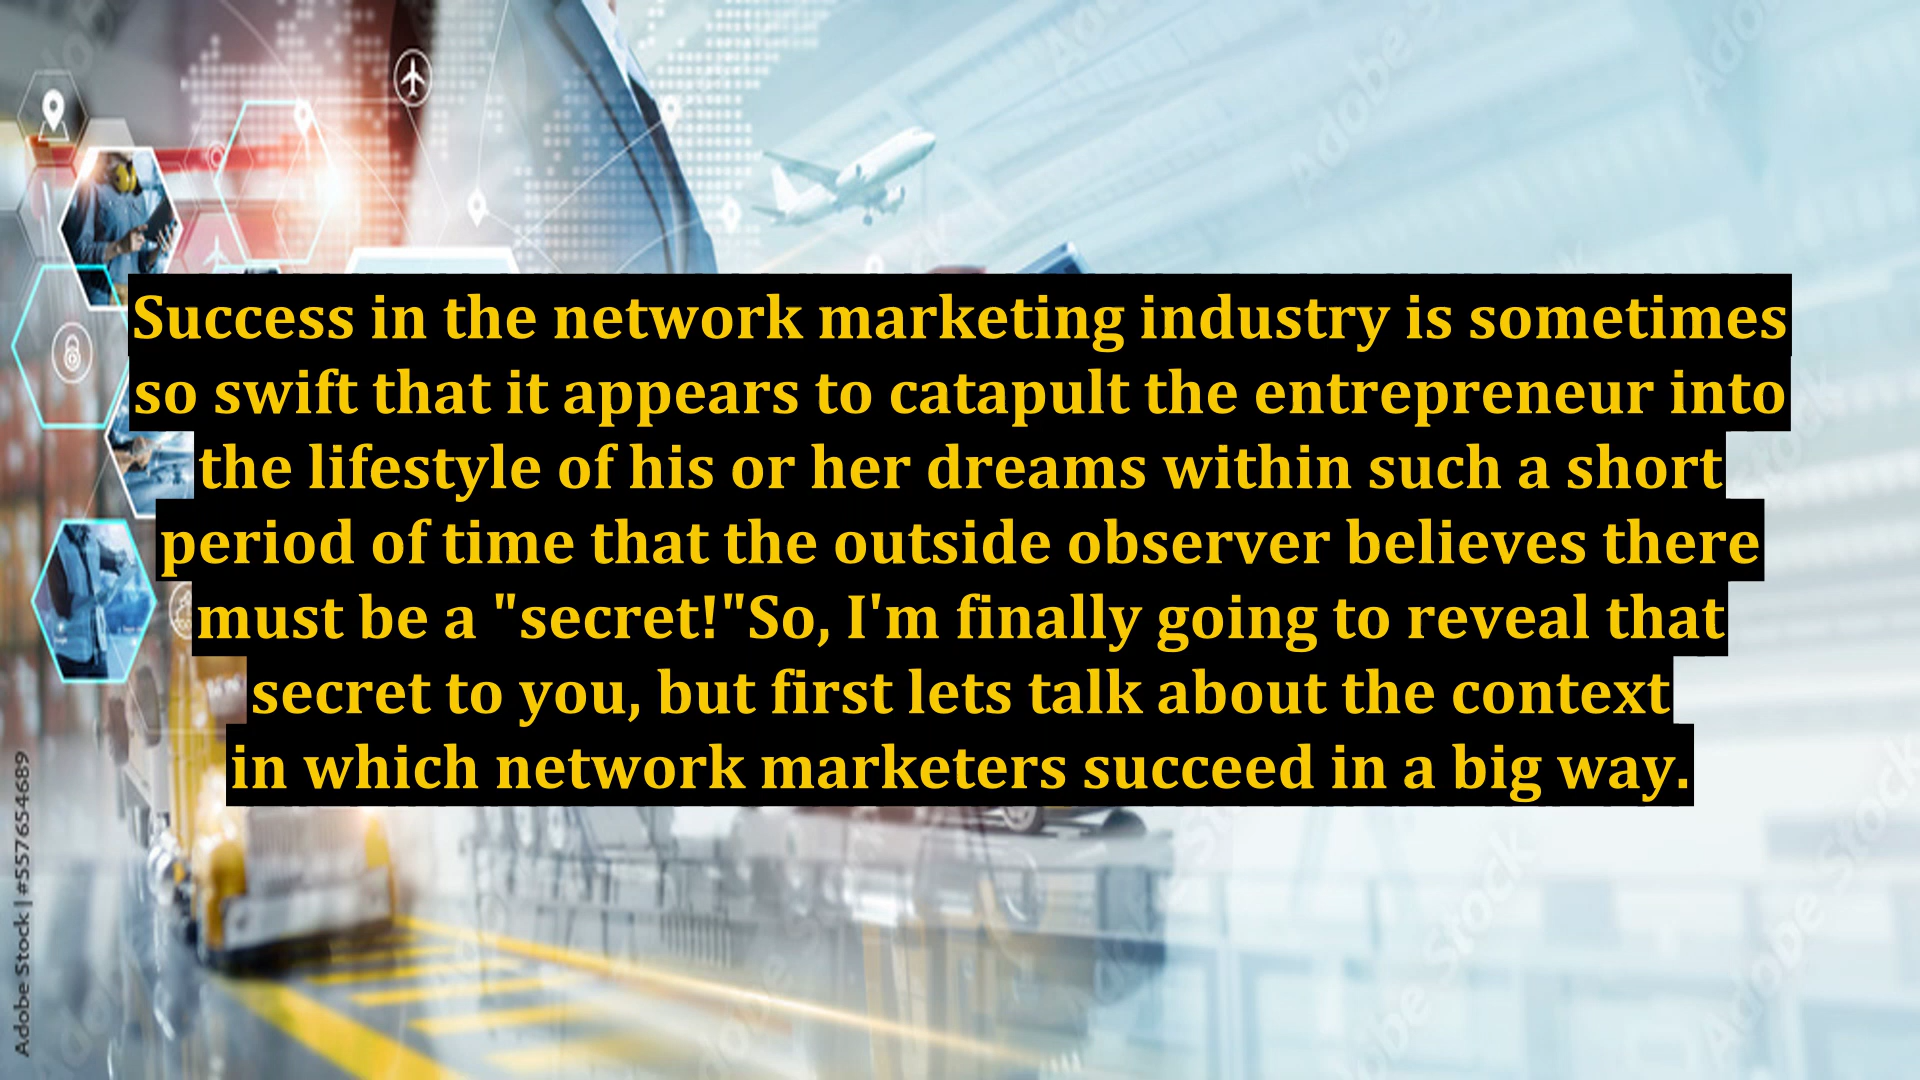 Success in the network marketing industry is sometimes
so swift that it appears to catapult the entrepreneur into
the lifestyle of his or her dreams within such a short
period of time that the outside observer believes there
must be a "secret!"So, I'm finally going to reveal that
secret to you, but first lets talk about the context
in which network marketers succeed in a big way.
Adobe Stock | #557654689
Adobe Stock